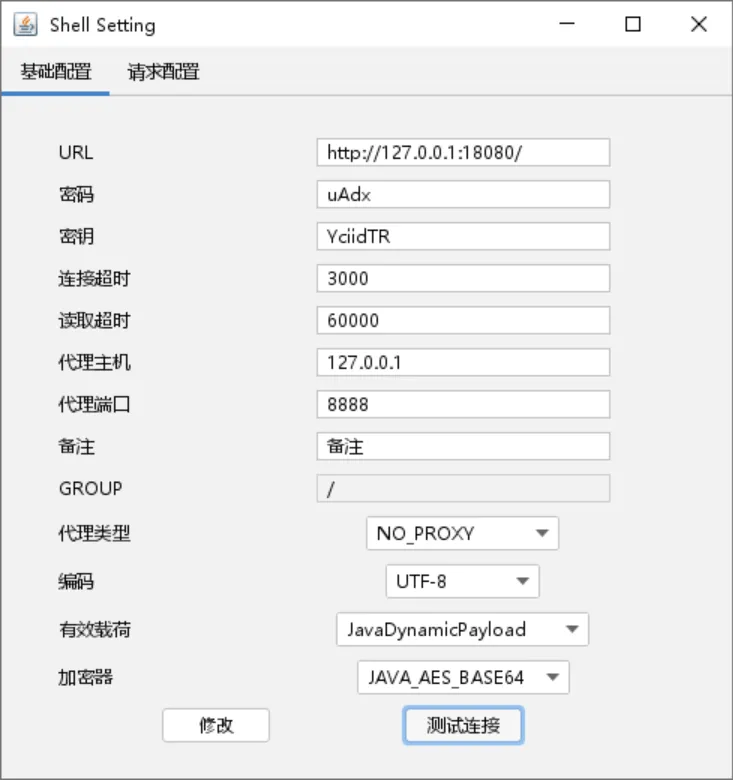 Shell Setting
基础配置 请求配置
URL http://127.0.0.1:18080/
密码 uAdx
密钥 YciidTR
连接超时 3000
读取超时 60000
代理主机 127.0.0.1
代理端口 8888
备注 备注
GROUP /
代理类型 NO_PROXY
编码 UTF-8
有效载荷 JavaDynamicPayload
加密器 JAVA_AES_BASE64
修改 测试连接